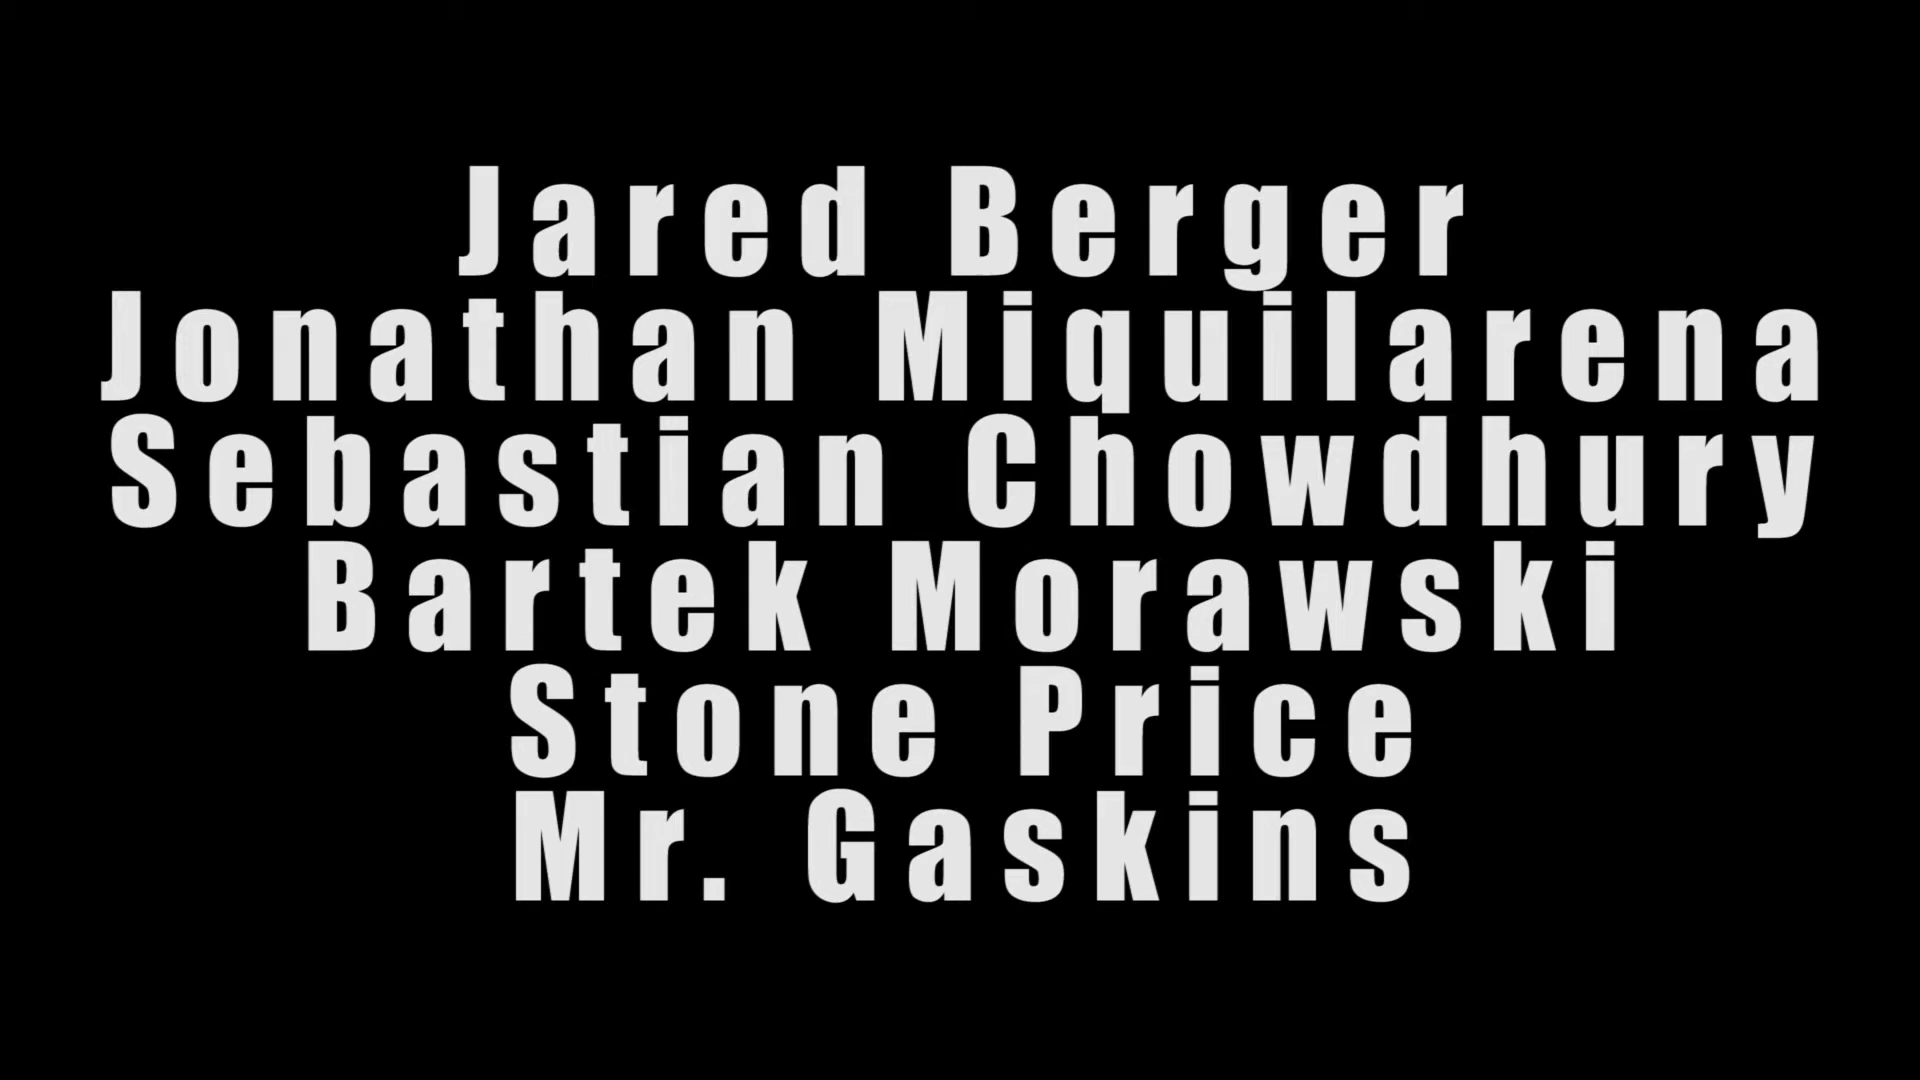 Jared Berger
Jonathan Miquilarena
Sebastian Chowdhury
Bartek Morawski
Stone Price
Mr. Gaskins